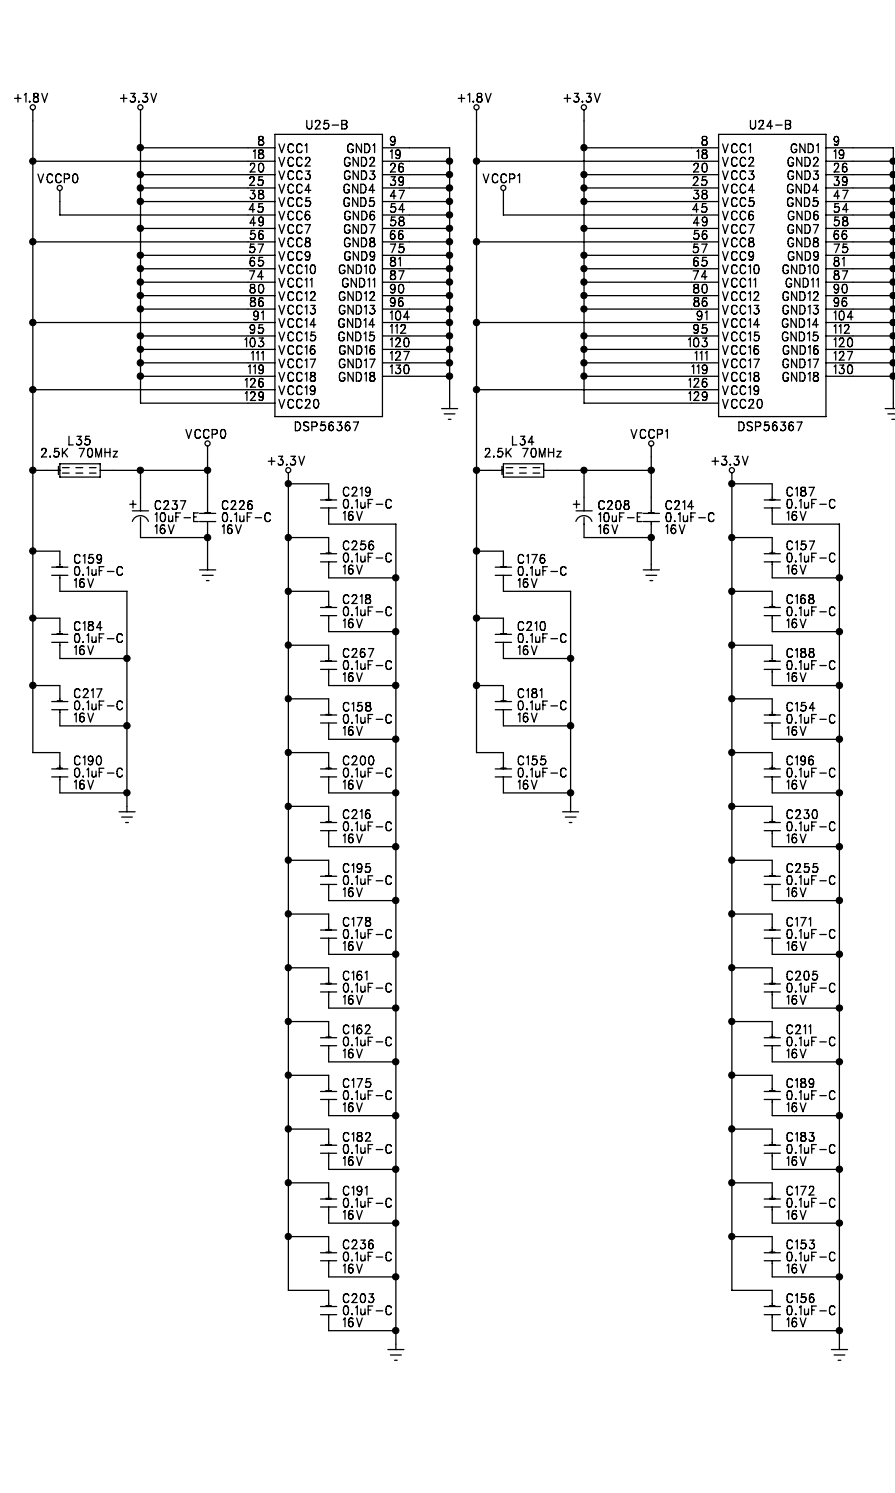 +1.8V +3.3V
U25-B
8 VCC1 GND1 9
18 VCC2 GND2 19
20 VCC3 GND3 26
25 VCC4 GND4 39
38 VCC5 GND5 47
45 VCC6 GND6 54
49 VCC7 GND7 58
56 VCC8 GND8 66
57 VCC9 GND9 75
65 VCC10 GND10 81
74 VCC11 GND11 87
80 VCC12 GND12 90
86 VCC13 GND13 96
91 VCC14 GND14 104
95 VCC15 GND15 112
103 VCC16 GND16 120
111 VCC17 GND17 127
119 VCC18 GND18 130
126 VCC19
129 VCC20
DSP56367
VCCP0
L35
2.5K 70MHz
VCCP0
+
C237
10uF-E
16V
C226
0.1uF-C
16V
C159
0.1uF-C
16V
C184
0.1uF-C
16V
C217
0.1uF-C
16V
C190
0.1uF-C
16V
+3.3V
C219
0.1uF-C
16V
C256
0.1uF-C
16V
C218
0.1uF-C
16V
C267
0.1uF-C
16V
C158
0.1uF-C
16V
C200
0.1uF-C
16V
C216
0.1uF-C
16V
C195
0.1uF-C
16V
C178
0.1uF-C
16V
C161
0.1uF-C
16V
C162
0.1uF-C
16V
C175
0.1uF-C
16V
C182
0.1uF-C
16V
C191
0.1uF-C
16V
C236
0.1uF-C
16V
C203
0.1uF-C
16V
+1.8V +3.3V
U24-B
8 VCC1 GND1 9
18 VCC2 GND2 19
20 VCC3 GND3 26
25 VCC4 GND4 39
38 VCC5 GND5 47
45 VCC6 GND6 54
49 VCC7 GND7 58
56 VCC8 GND8 66
57 VCC9 GND9 75
65 VCC10 GND10 81
74 VCC11 GND11 87
80 VCC12 GND12 90
86 VCC13 GND13 96
91 VCC14 GND14 104
95 VCC15 GND15 112
103 VCC16 GND16 120
111 VCC17 GND17 127
119 VCC18 GND18 130
126 VCC19
129 VCC20
DSP56367
VCCP1
L34
2.5K 70MHz
VCCP1
+
C208
10uF-E
16V
C214
0.1uF-C
16V
C176
0.1uF-C
16V
C210
0.1uF-C
16V
C181
0.1uF-C
16V
C155
0.1uF-C
16V
+3.3V
C187
0.1uF-C
16V
C157
0.1uF-C
16V
C168
0.1uF-C
16V
C188
0.1uF-C
16V
C154
0.1uF-C
16V
C196
0.1uF-C
16V
C230
0.1uF-C
16V
C255
0.1uF-C
16V
C171
0.1uF-C
16V
C205
0.1uF-C
16V
C211
0.1uF-C
16V
C189
0.1uF-C
16V
C183
0.1uF-C
16V
C172
0.1uF-C
16V
C153
0.1uF-C
16V
C156
0.1uF-C
16V